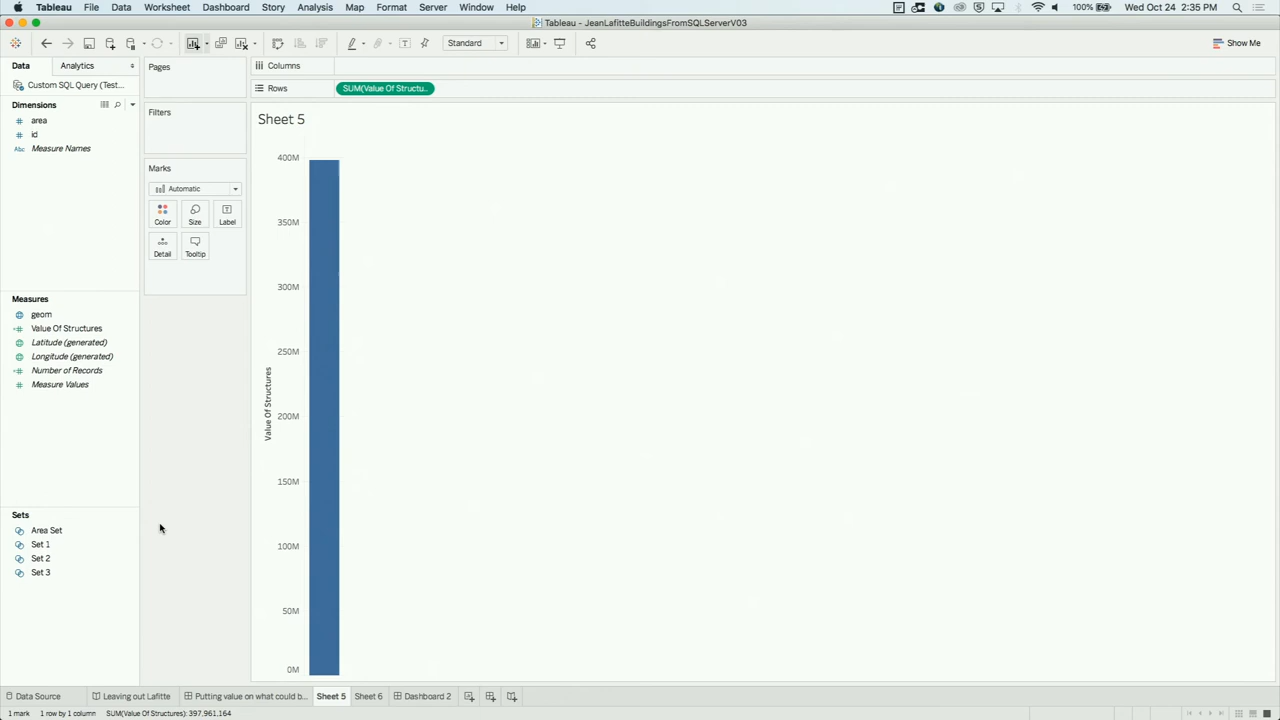 Tableau File Data Worksheet Dashboard Story Analysis Map Format Server Window Help
100% Wed Oct 24 2:35 PM
Tableau - JeanLafitteBuildingsFromSQLServerV03
Standard
Show Me
Data Analytics
Custom SQL Query (Test...
Dimensions
area
id
Abc Measure Names
Measures
geom
Value Of Structures
Latitude (generated)
Longitude (generated)
Number of Records
Measure Values
Sets
Area Set
Set 1
Set 2
Set 3
Pages
Filters
Marks
Automatic
Color Size Label
Detail Tooltip
Columns
Rows SUM(Value Of Structu..
Sheet 5
400M
350M
300M
250M
200M
150M
100M
50M
0M
Value Of Structures
Data Source Leaving out Lafitte Putting value on what could b... Sheet 5 Sheet 6 Dashboard 2
1 mark 1 row by 1 column SUM(Value Of Structures): 397,961,164